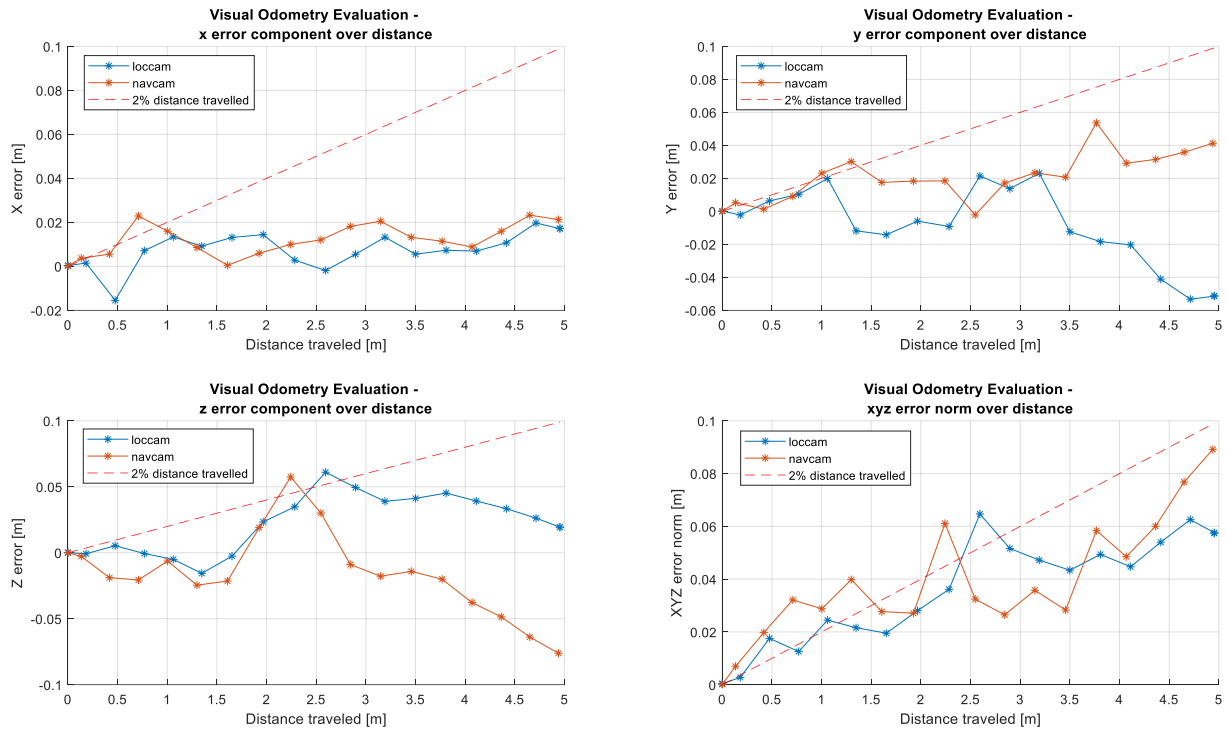 Visual Odometry Evaluation -
x error component over distance
0.1
0.08
0.06
0.04
0.02
0
-0.02
X error [m]
loccam
navcam
2% distance travelled
0 0.5 1 1.5 2 2.5 3 3.5 4 4.5 5
Distance traveled [m]
Visual Odometry Evaluation -
y error component over distance
0.1
0.08
0.06
0.04
0.02
0
-0.02
-0.04
-0.06
Y error [m]
loccam
navcam
2% distance travelled
0 0.5 1 1.5 2 2.5 3 3.5 4 4.5 5
Distance traveled [m]
Visual Odometry Evaluation -
z error component over distance
0.1
0.05
0
-0.05
-0.1
Z error [m]
loccam
navcam
2% distance travelled
0 0.5 1 1.5 2 2.5 3 3.5 4 4.5 5
Distance traveled [m]
Visual Odometry Evaluation -
xyz error norm over distance
0.1
0.08
0.06
0.04
0.02
0
XYZ error norm [m]
loccam
navcam
2% distance travelled
0 0.5 1 1.5 2 2.5 3 3.5 4 4.5 5
Distance traveled [m]